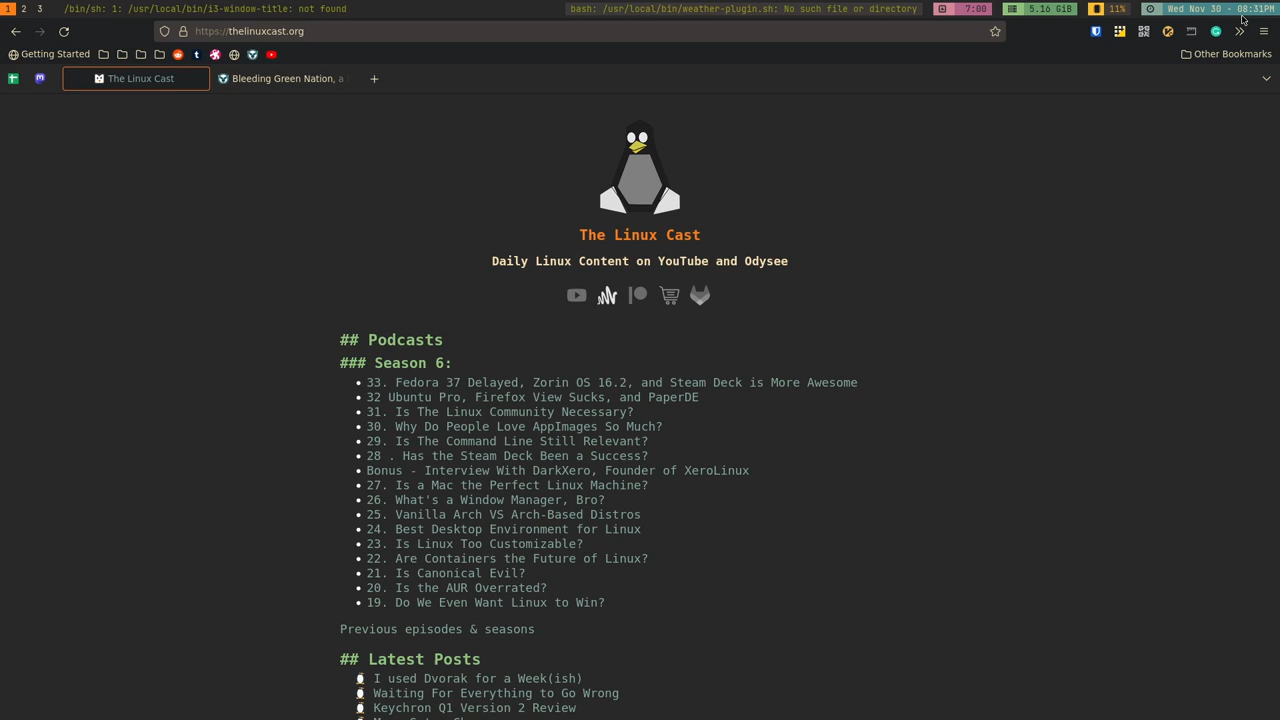 1 2 3 /bin/sh: 1: /usr/local/bin/i3-window-title: not found bash: /usr/local/bin/weather-plugin.sh: No such file or directory 7:00 5.16 GiB 11% Wed Nov 30 - 08:31PM
https://thelinuxcast.org
Getting Started Other Bookmarks
The Linux Cast Bleeding Green Nation, a
The Linux Cast
Daily Linux Content on YouTube and Odysee
## Podcasts
### Season 6:
33. Fedora 37 Delayed, Zorin OS 16.2, and Steam Deck is More Awesome
32 Ubuntu Pro, Firefox View Sucks, and PaperDE
31. Is The Linux Community Necessary?
30. Why Do People Love AppImages So Much?
29. Is The Command Line Still Relevant?
28 . Has the Steam Deck Been a Success?
Bonus - Interview With DarkXero, Founder of XeroLinux
27. Is a Mac the Perfect Linux Machine?
26. What's a Window Manager, Bro?
25. Vanilla Arch VS Arch-Based Distros
24. Best Desktop Environment for Linux
23. Is Linux Too Customizable?
22. Are Containers the Future of Linux?
21. Is Canonical Evil?
20. Is the AUR Overrated?
19. Do We Even Want Linux to Win?
Previous episodes & seasons
## Latest Posts
I used Dvorak for a Week(ish)
Waiting For Everything to Go Wrong
Keychron Q1 Version 2 Review